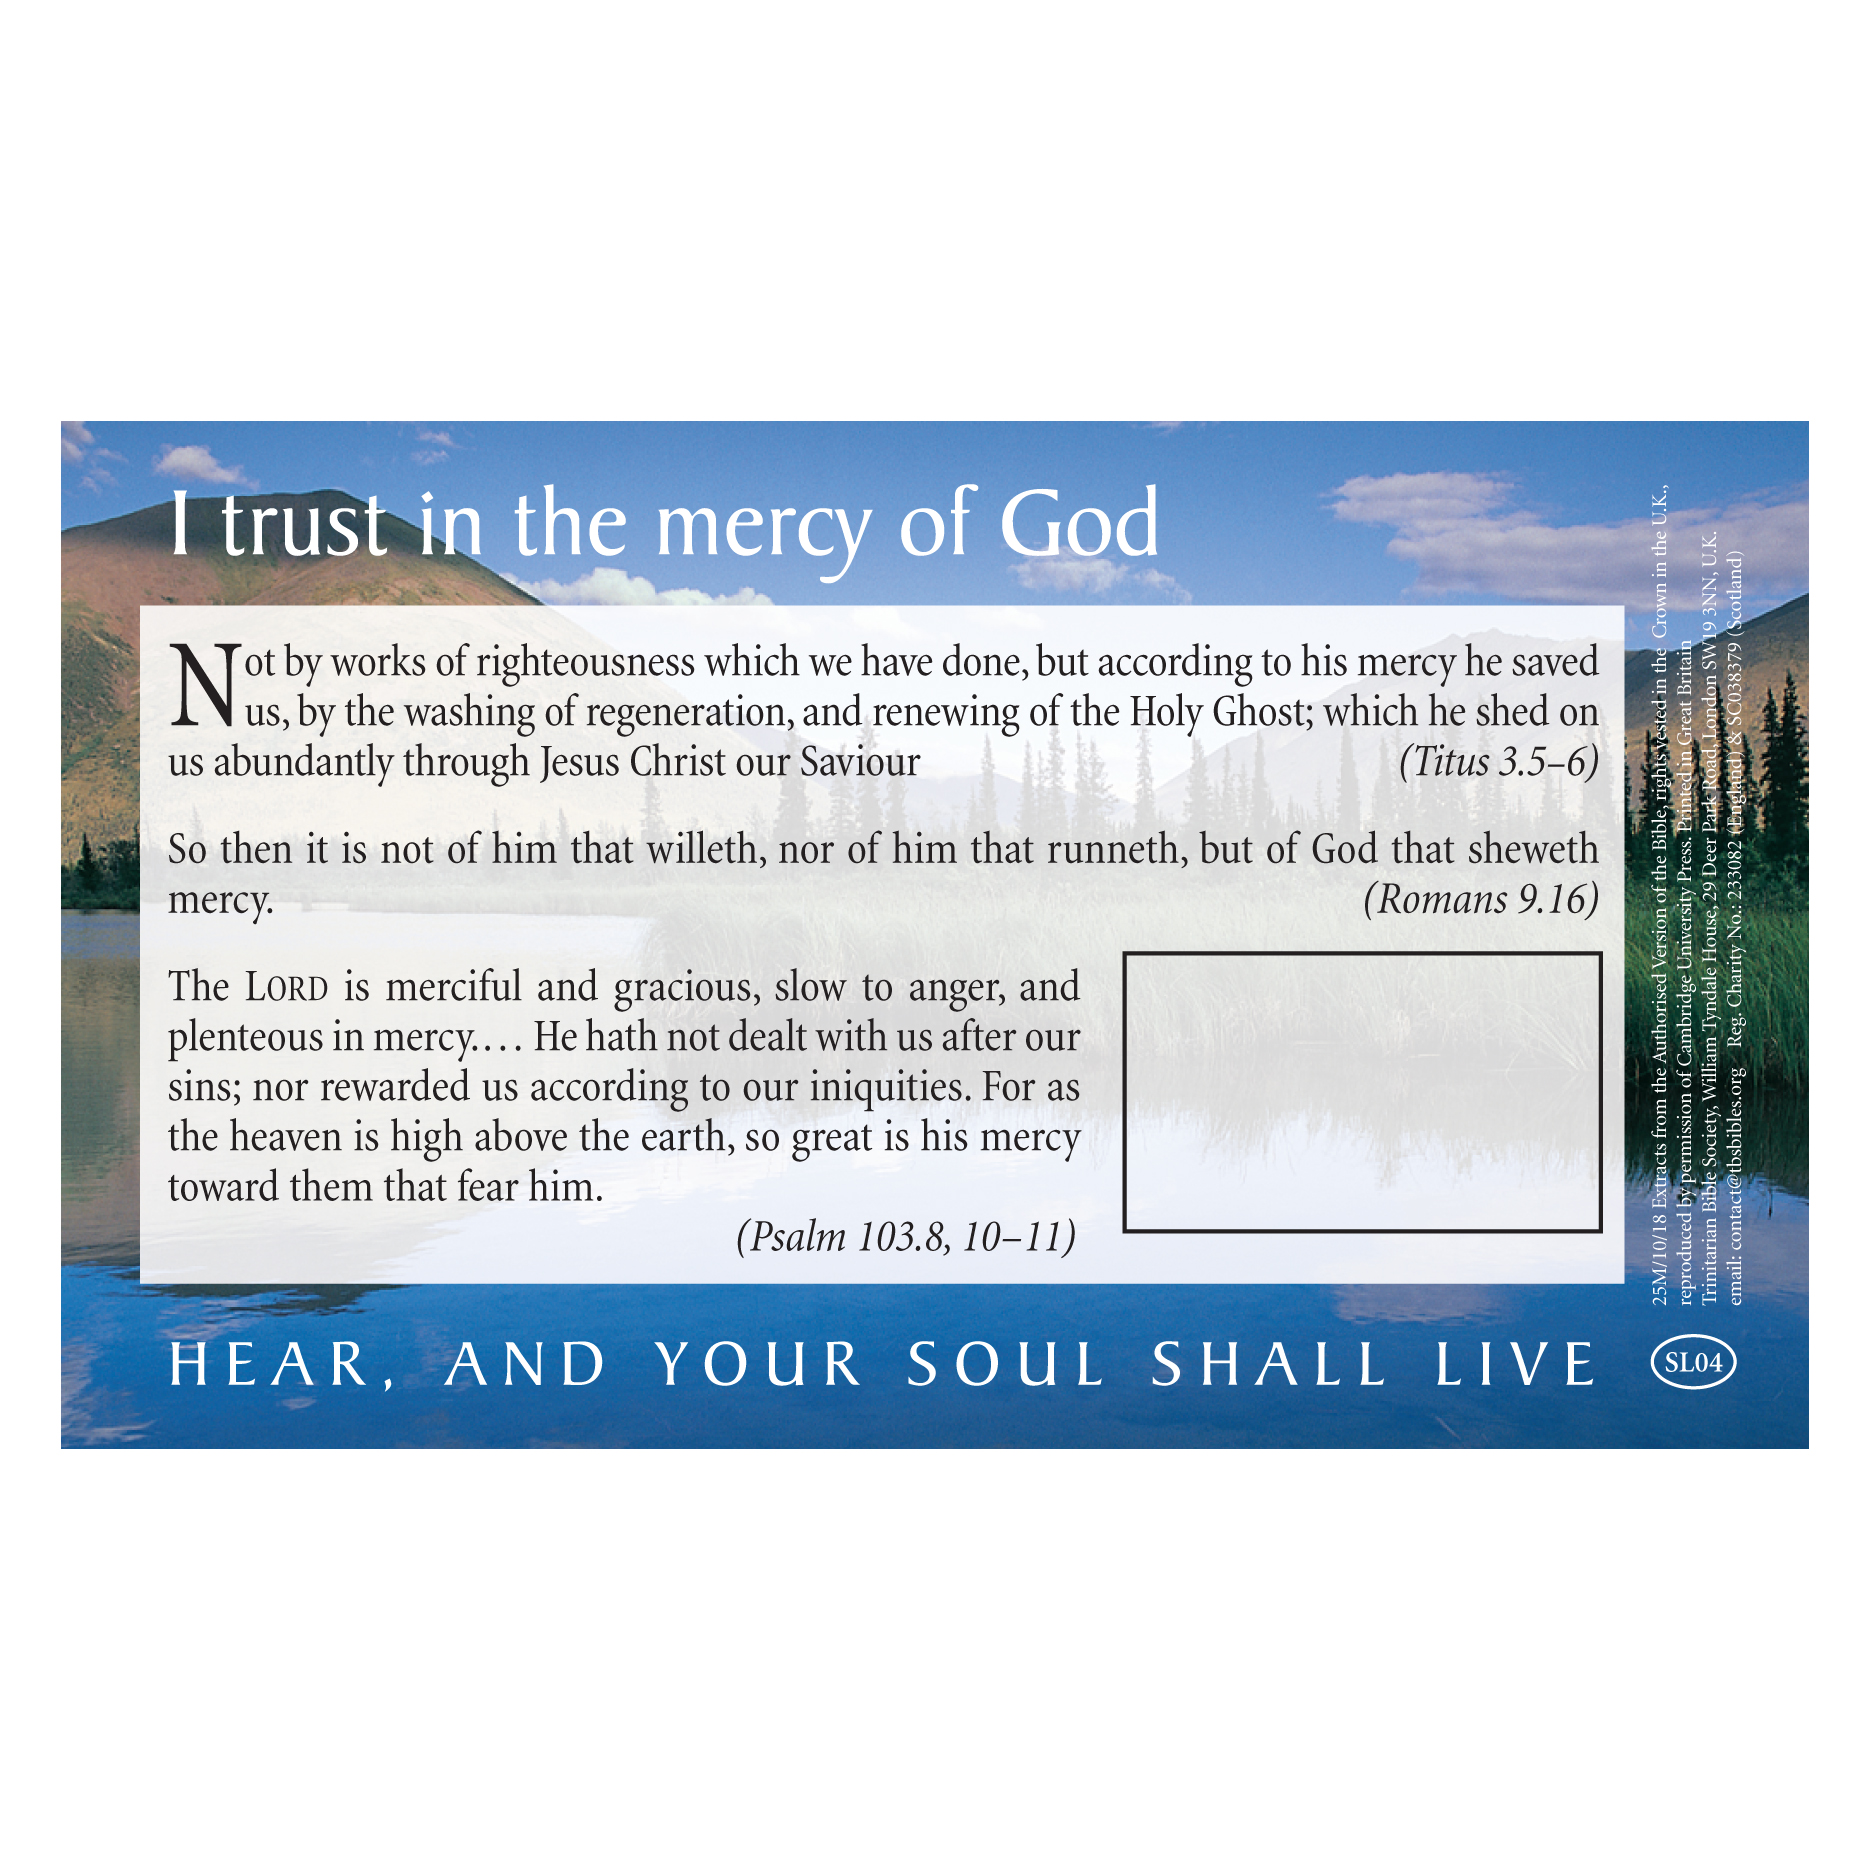 I trust in the mercy of God
Not by works of righteousness which we have done, but according to his mercy he saved
us, by the washing of regeneration, and renewing of the Holy Ghost; which he shed on
us abundantly through Jesus Christ our Saviour (Titus 3.5–6)
So then it is not of him that willeth, nor of him that runneth, but of God that sheweth
mercy. (Romans 9.16)
The LORD is merciful and gracious, slow to anger, and
plenteous in mercy.… He hath not dealt with us after our
sins; nor rewarded us according to our iniquities. For as
the heaven is high above the earth, so great is his mercy
toward them that fear him.
(Psalm 103.8, 10–11)
HEAR, AND YOUR SOUL SHALL LIVE
SL04
25M/10/18 Extracts from the Authorised Version of the Bible, rights vested in the Crown in the U.K.,
reproduced by permission of Cambridge University Press. Printed in Great Britain
Trinitarian Bible Society, William Tyndale House, 29 Deer Park Road, London SW19 3NN, U.K.
email: contact@tbsbibles.org Reg. Charity No.: 233082 (England) & SC038379 (Scotland)